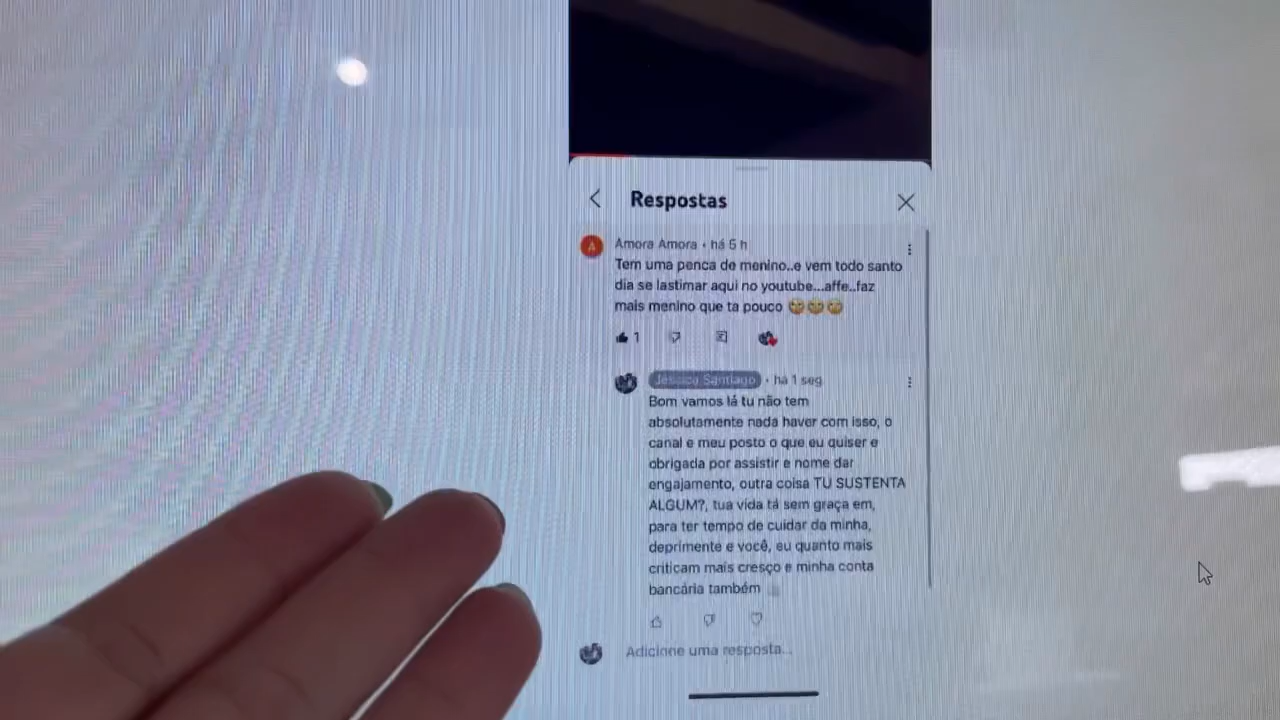 Respostas
A
Amora Amora • há 5 h
Tem uma penca de menino..e vem todo santo
dia se lastimar aqui no youtube...affe..faz
mais menino que ta pouco 🙄🙄🙄
1
Jéssica Santiago • há 1 seg
Bom vamos lá tu não tem
absolutamente nada haver com isso, o
canal e meu posto o que eu quiser e
obrigada por assistir e nome dar
engajamento, outra coisa TU SUSTENTA
ALGUM?, tua vida tá sem graça em,
para ter tempo de cuidar da minha,
deprimente e você, eu quanto mais
criticam mais cresço e minha conta
bancária também
Adicione uma resposta...